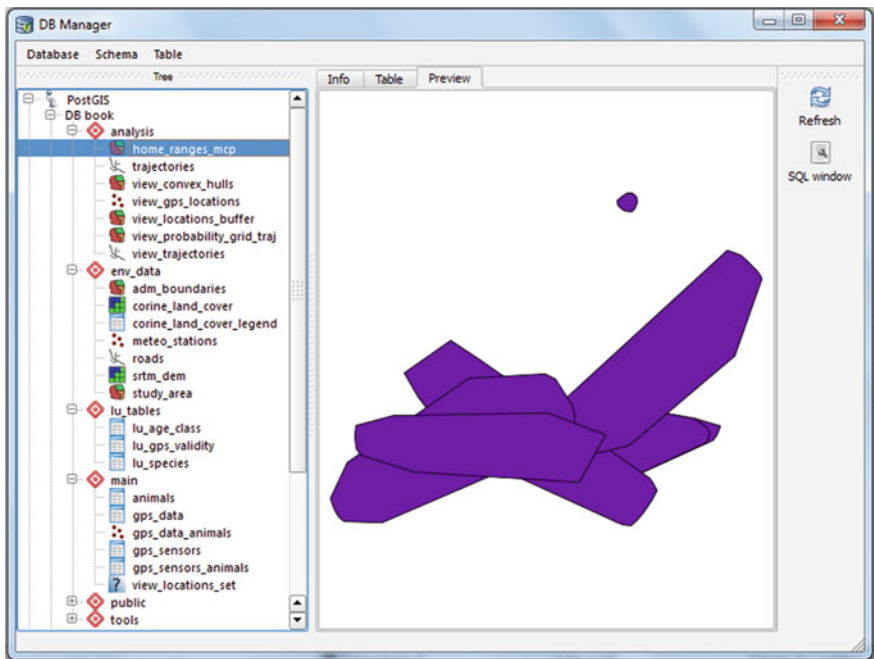 DB Manager
Database Schema Table
Tree
PostGIS
DB book
analysis
home_ranges_mcp
trajectories
view_convex_hulls
view_gps_locations
view_locations_buffer
view_probability_grid_traj
view_trajectories
env_data
adm_boundaries
corine_land_cover
corine_land_cover_legend
meteo_stations
roads
srtm_dem
study_area
lu_tables
lu_age_class
lu_gps_validity
lu_species
main
animals
gps_data
gps_data_animals
gps_sensors
gps_sensors_animals
? view_locations_set
public
tools
Info Table Preview
Refresh
SQL window